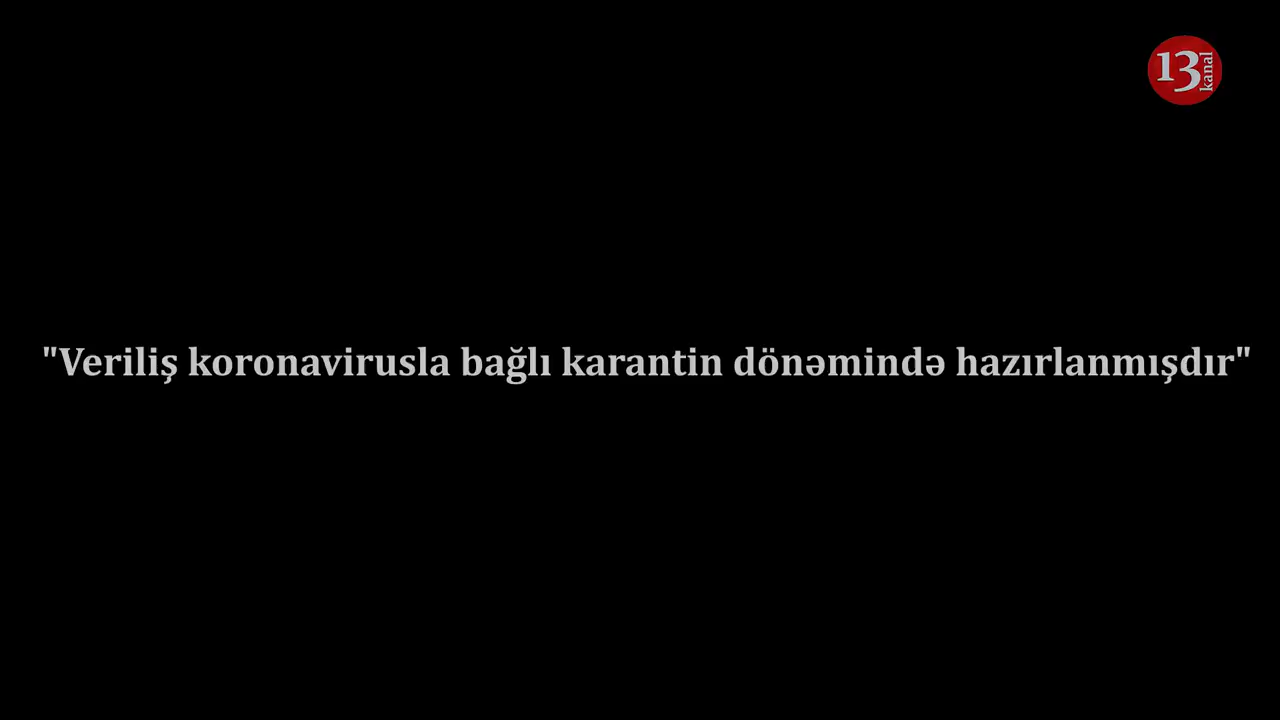 13 kanal
"Veriliş koronavirusla bağlı karantin dönəmində hazırlanmışdır"